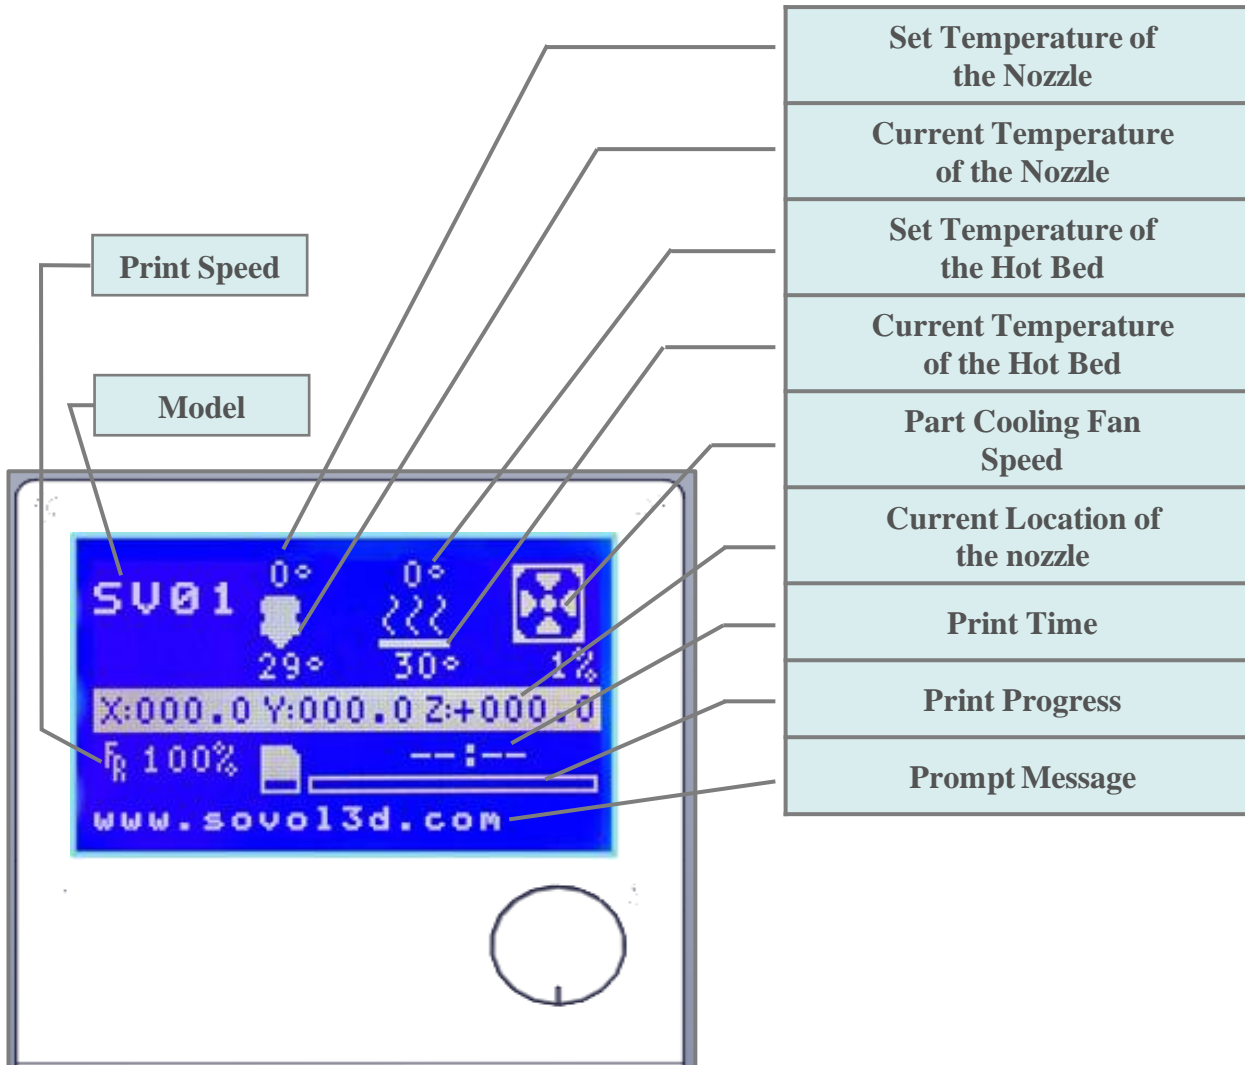 Set Temperature of
the Nozzle
Current Temperature
of the Nozzle
Set Temperature of
the Hot Bed
Current Temperature
of the Hot Bed
Part Cooling Fan
Speed
Current Location of
the nozzle
Print Time
Print Progress
Prompt Message
Print Speed
Model
0° 0°
SV01
29° 30° 1%
X:000.0 Y:000.0 Z:+000.0
FR 100% --:--
www.sovol3d.com